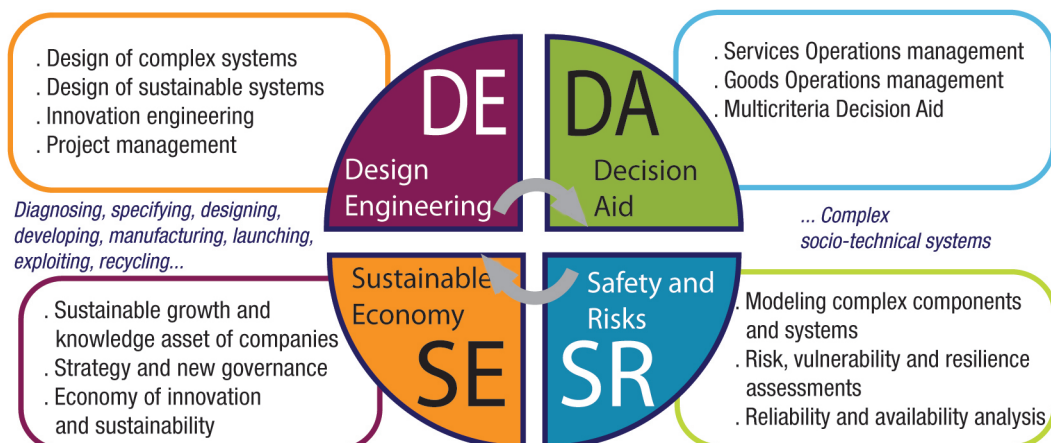 . Design of complex systems
. Design of sustainable systems
. Innovation engineering
. Project management
DE
Design
Engineering
DA
Decision
Aid
. Services Operations management
. Goods Operations management
. Multicriteria Decision Aid
Diagnosing, specifying, designing,
developing, manufacturing, launching,
exploiting, recycling...
... Complex
socio-technical systems
. Sustainable growth and
knowledge asset of companies
. Strategy and new governance
. Economy of innovation
and sustainability
Sustainable
Economy
SE
Safety and
Risks
SR
. Modeling complex components
and systems
. Risk, vulnerability and resilience
assessments
. Reliability and availability analysis